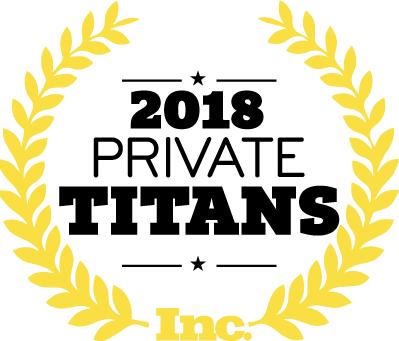 2018
PRIVATE
TITANS
Inc.